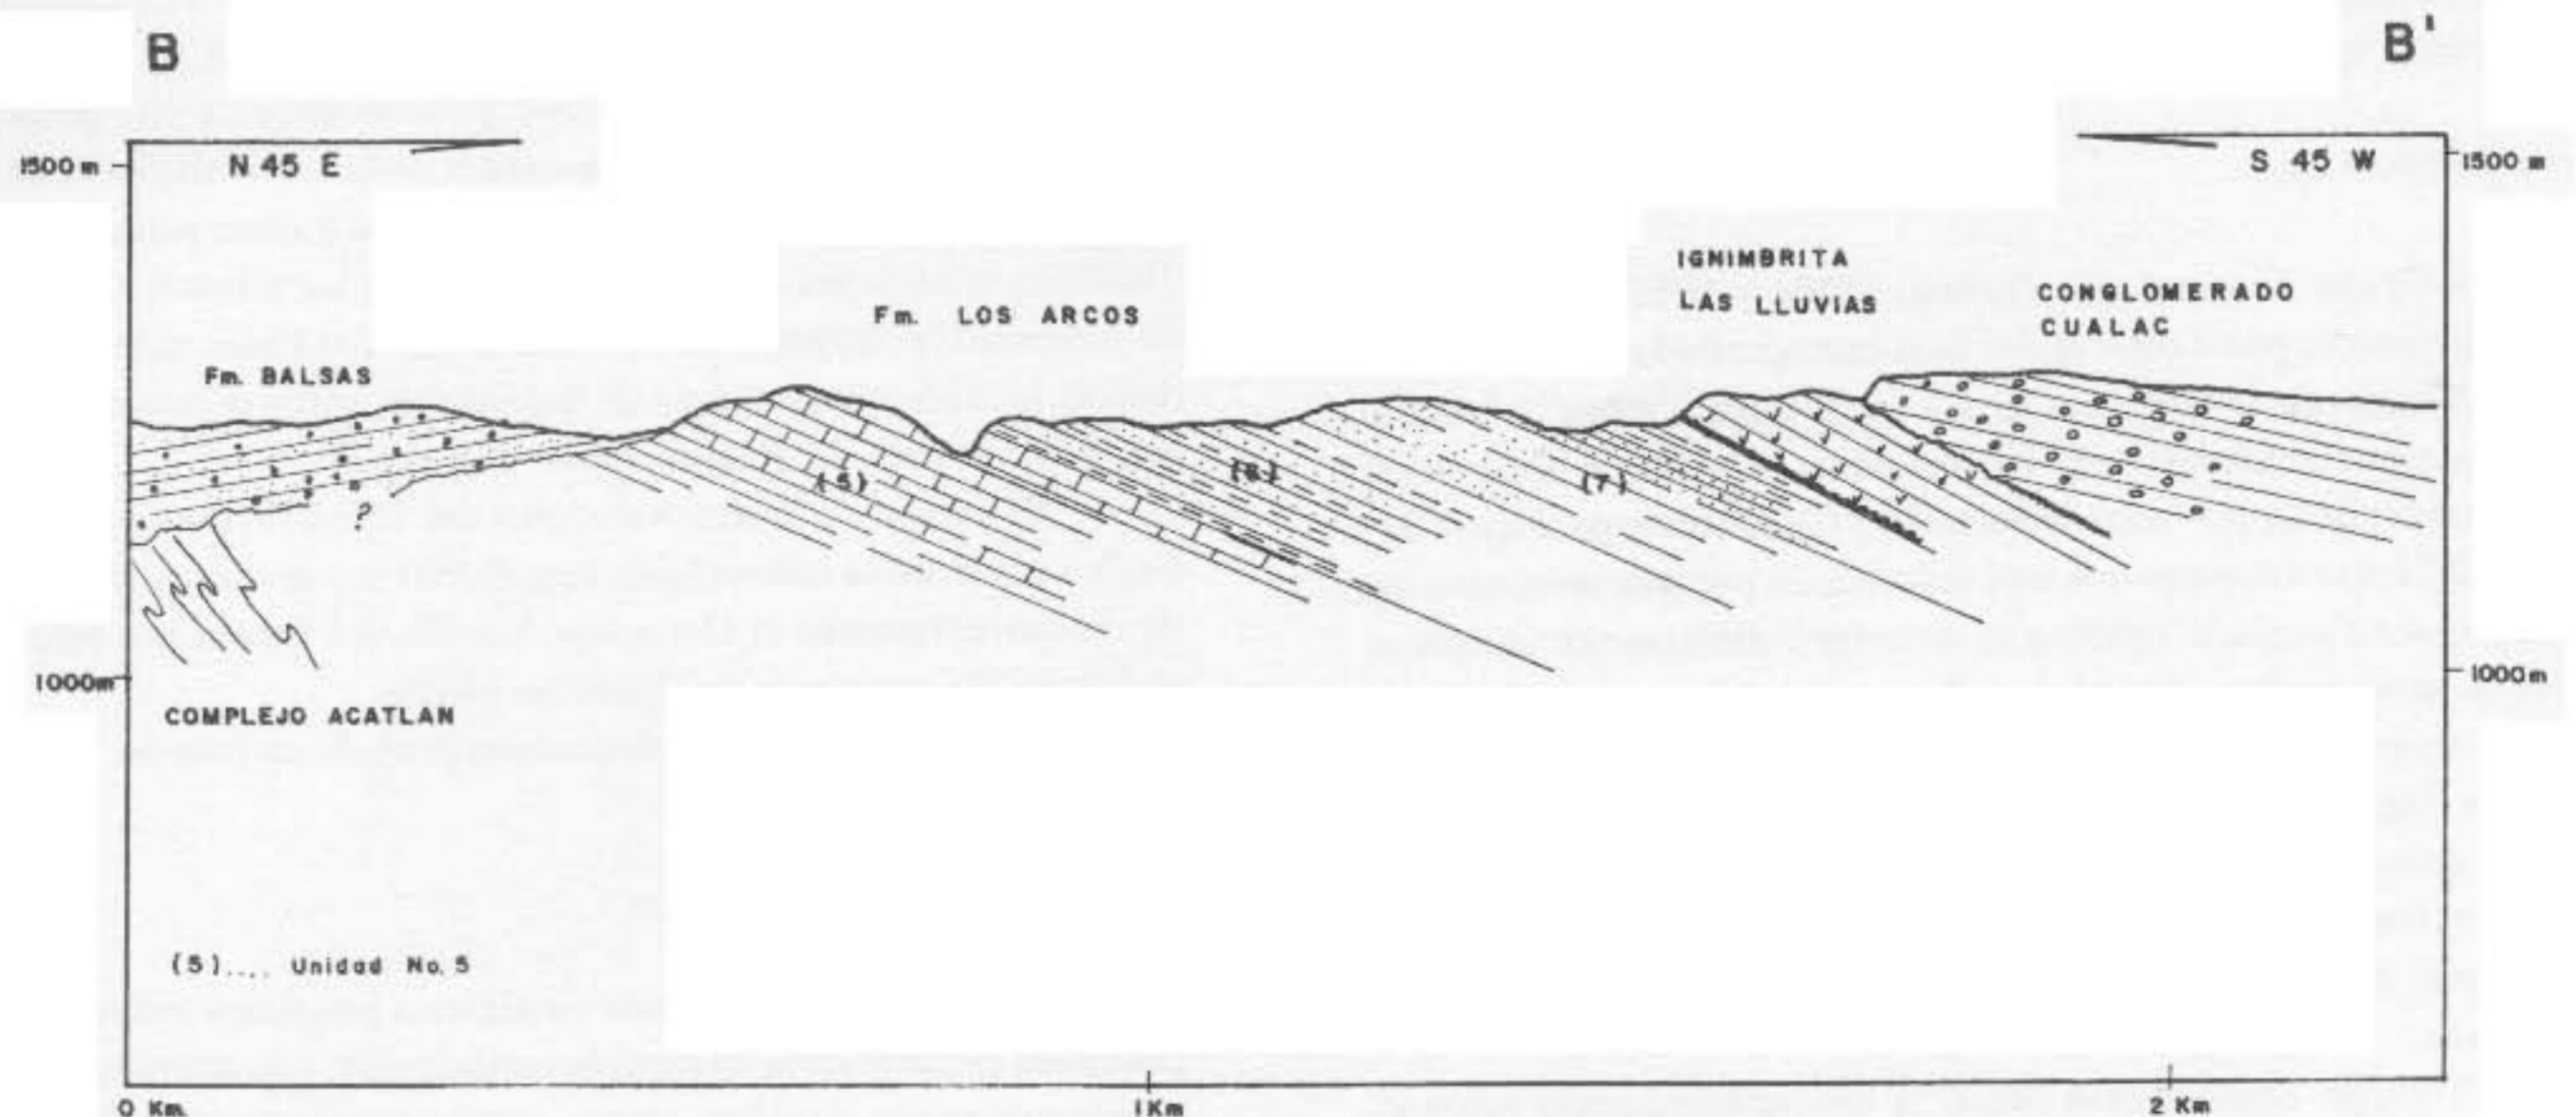 B
B'
1500 m
N 45 E
S 45 W
1500 m
IGNIMBRITA
LAS LLUVIAS
CONGLOMERADO
CUALAC
Fm. LOS ARCOS
Fm. BALSAS
(5)
(6)
(7)
?
1000m
1000m
COMPLEJO ACATLAN
(5).... Unidad No. 5
0 Km.
1 Km
2 Km